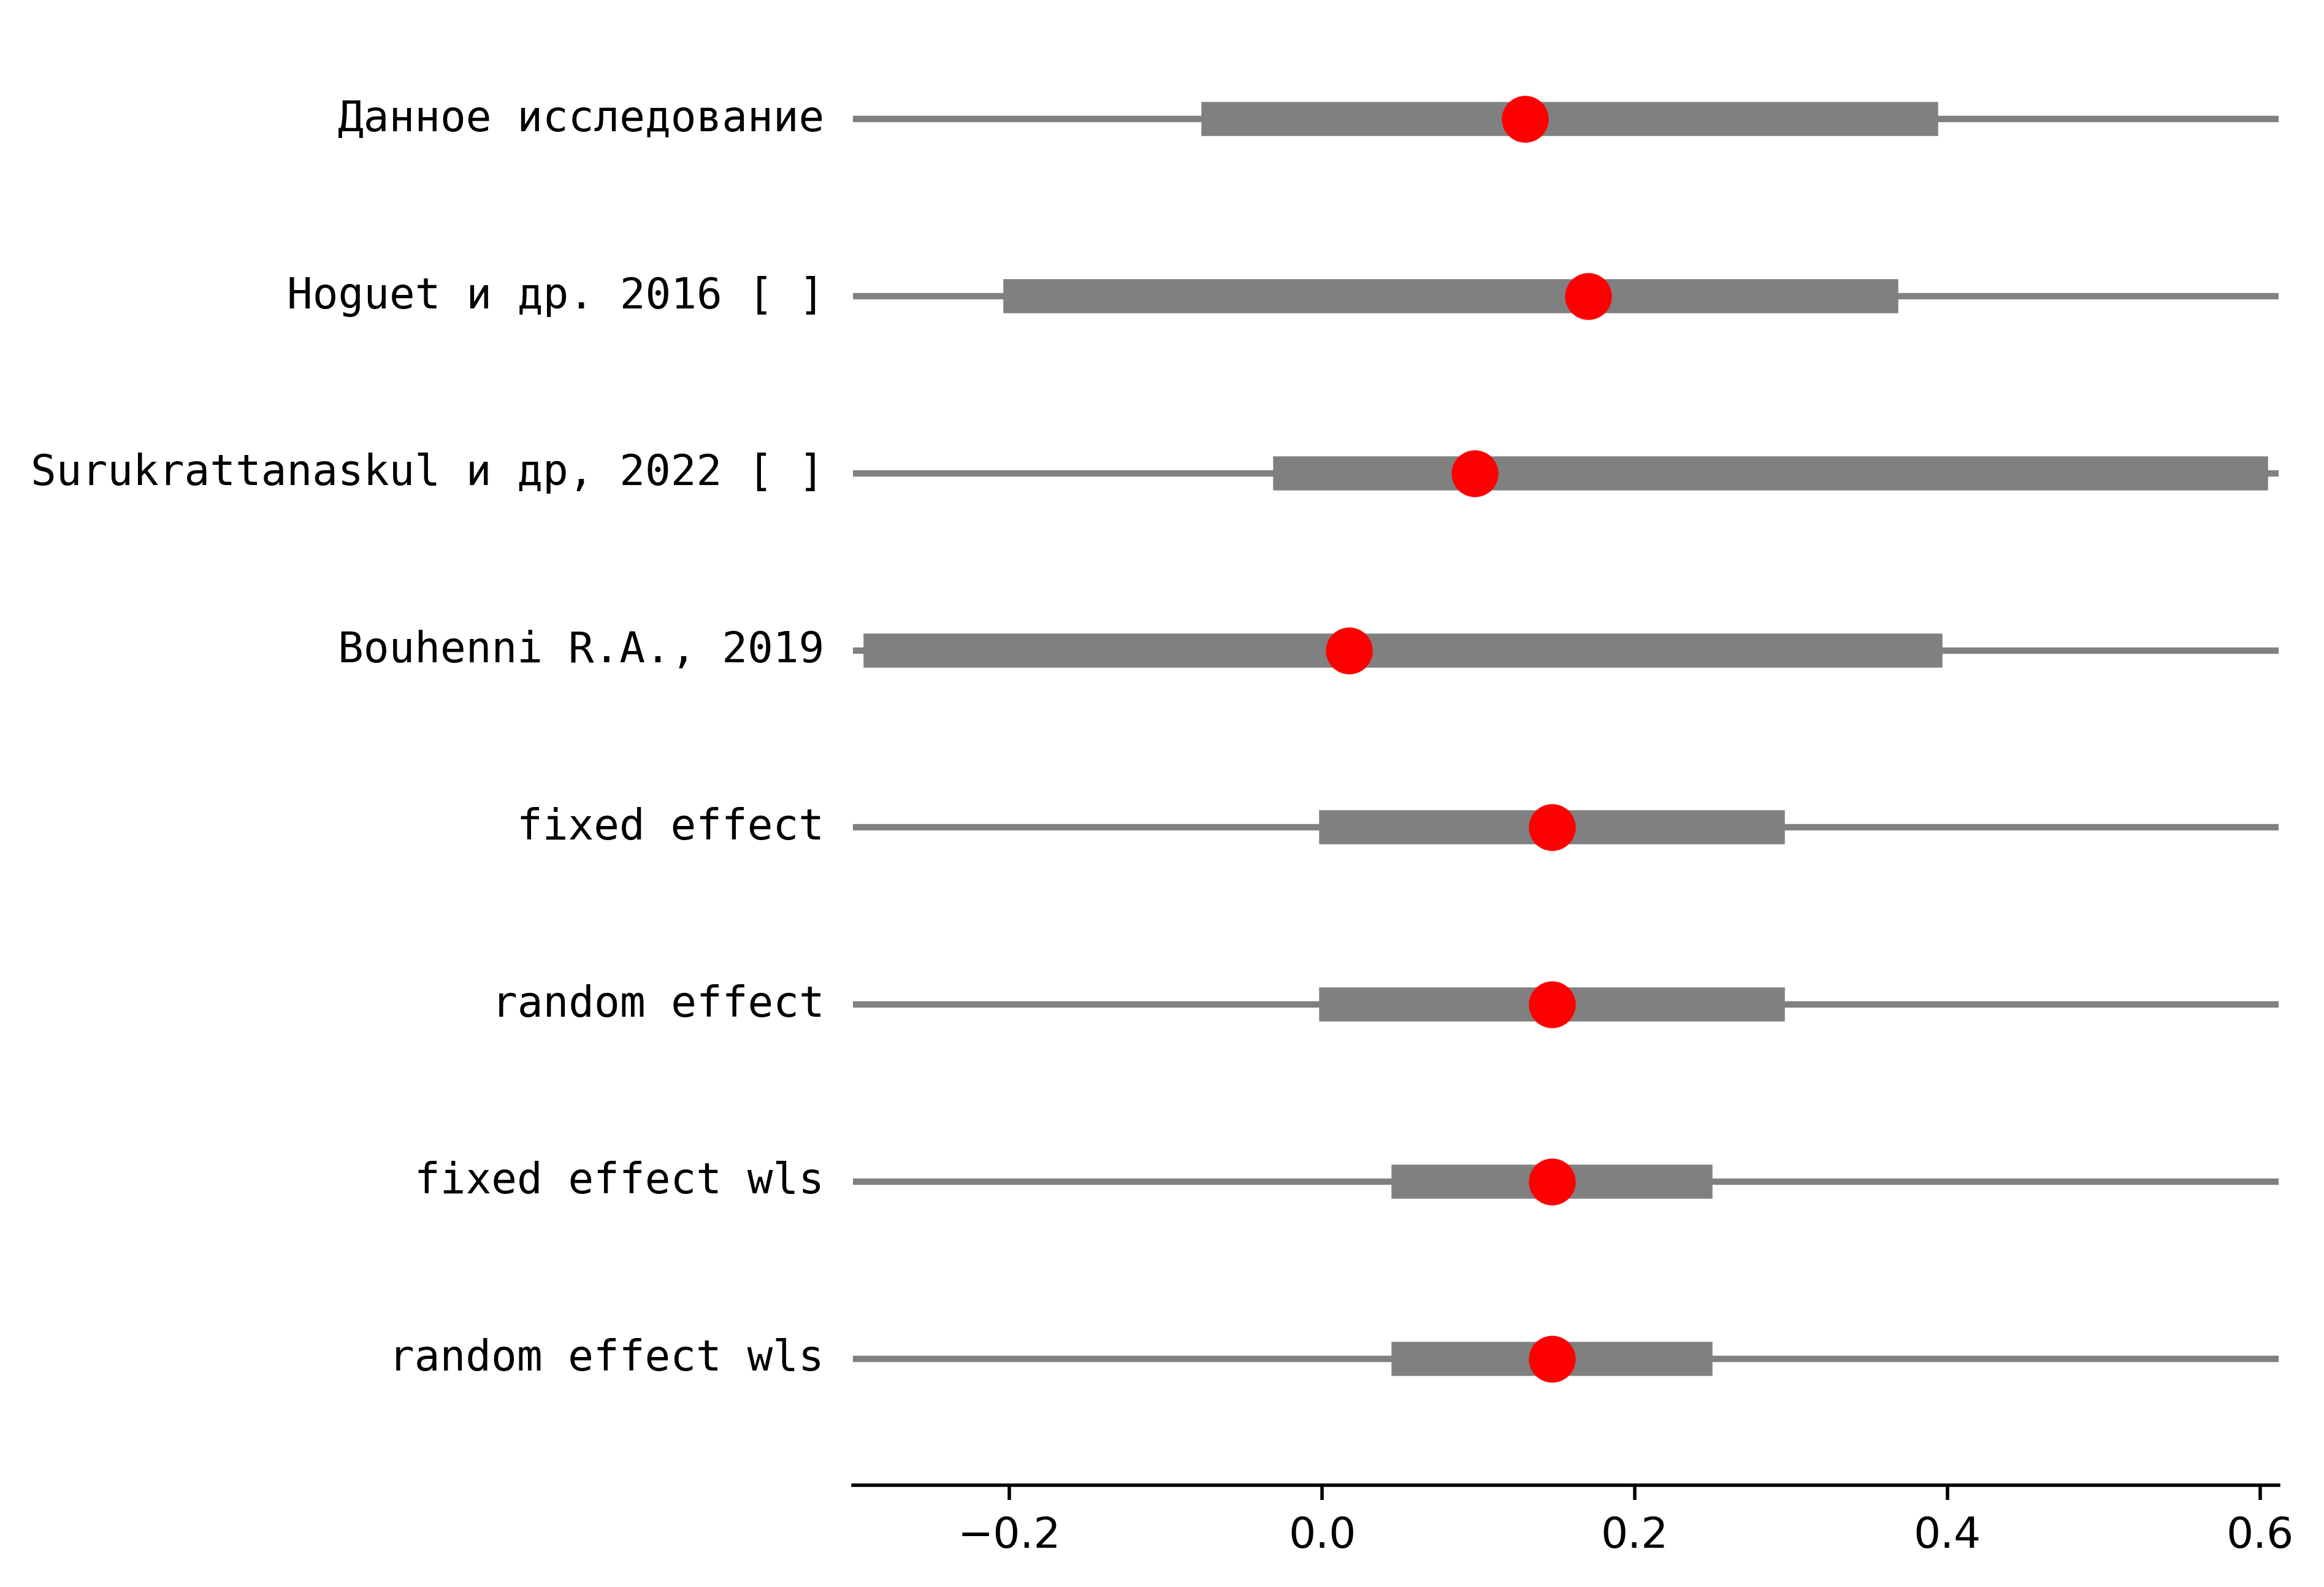 Данное исследование
Hoguet и др. 2016 [ ]
Surukrattanaskul и др, 2022 [ ]
Bouhenni R.A., 2019
fixed effect
random effect
fixed effect wls
random effect wls
−0.2 0.0 0.2 0.4 0.6